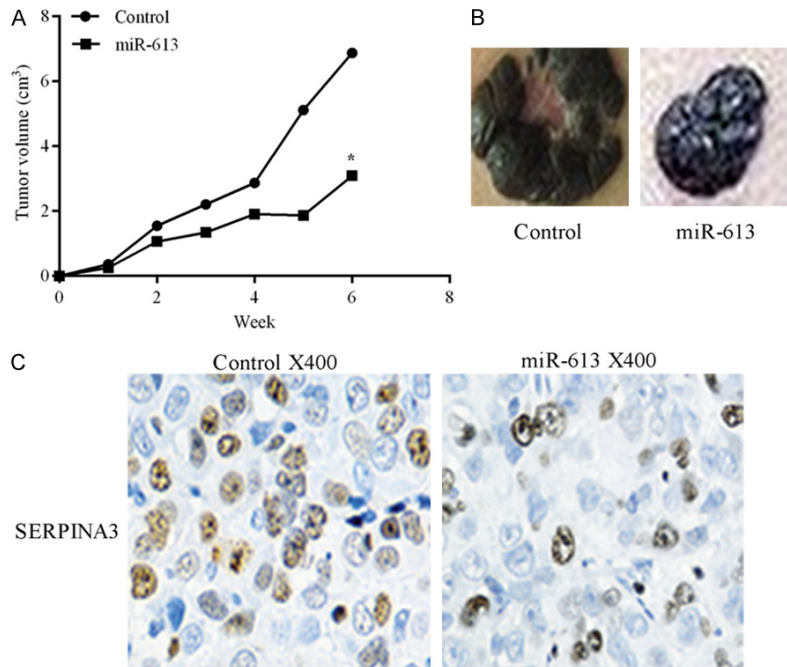 A
Control
miR-613
Tumor volume (cm³)
8
6
4
2
0
*
0 2 4 6 8
Week
B
Control miR-613
C
Control X400 miR-613 X400
SERPINA3